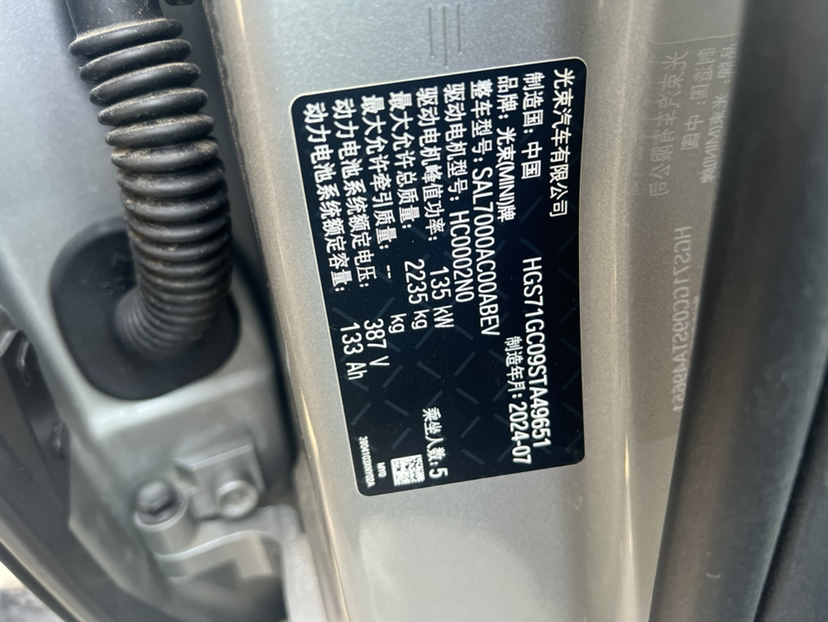 光束汽车有限公司
制造国: 中国 HGS71GC09STA49651
品牌: 光束(MINI)牌 制造年月: 2024-07
整车型号: SAL7000AC00ABEV
驱动电机型号: HC0002N0
驱动电机峰值功率: 135 kW
最大允许总质量: 2235 kg 乘坐人数: 5
最大允许牵引质量: -- kg
动力电池系统额定电压: 387 V
动力电池系统额定容量: 133 Ah